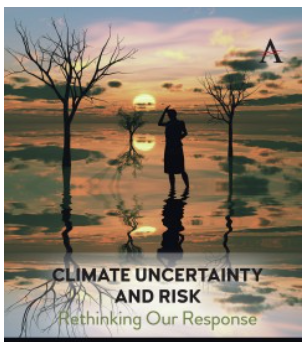 A
CLIMATE UNCERTAINTY
AND RISK
Rethinking Our Response